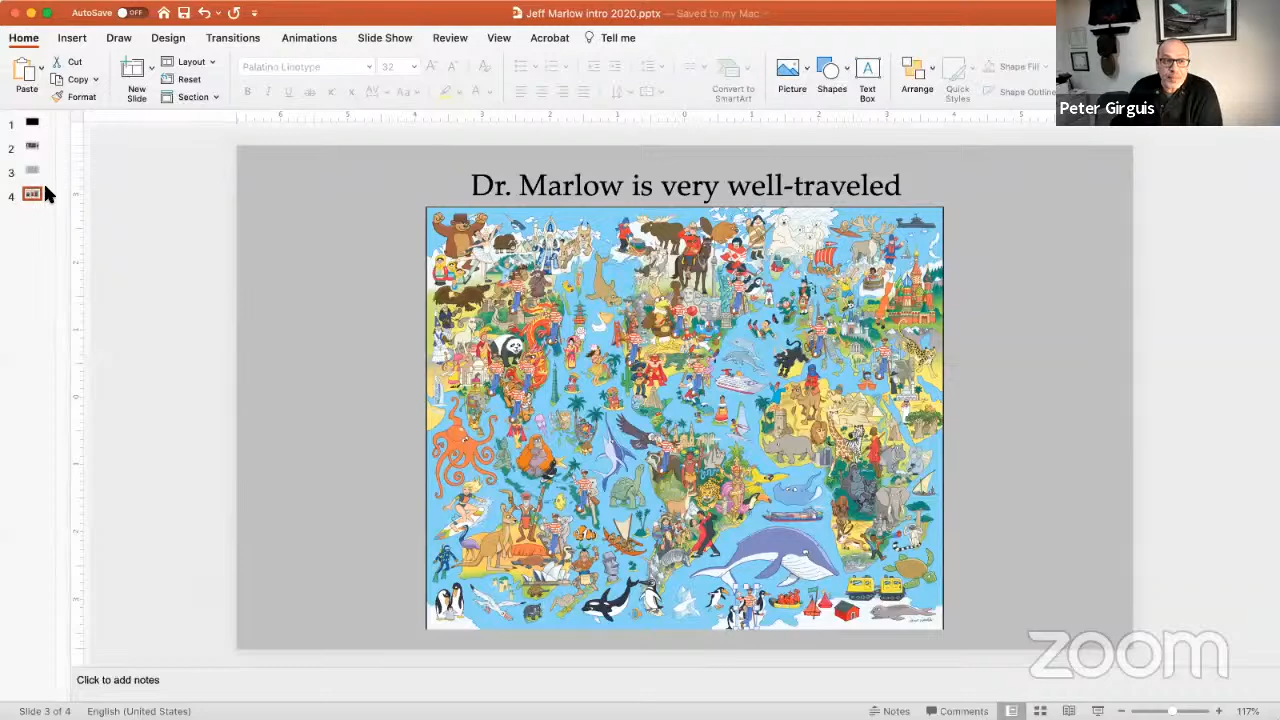 AutoSave OFF
Jeff Marlow intro 2020.pptx — Saved to my Mac
Home Insert Draw Design Transitions Animations Slide Show Review View Acrobat Tell me
Paste
Cut
Copy
Format
New
Slide
Layout
Reset
Section
Palatino Linotype 32
Convert to
SmartArt
Picture
Shapes
Text
Box
Arrange
Quick
Styles
Shape Fill
Shape Outline
Peter Girguis
1
2
3
4
Dr. Marlow is very well-traveled
zoom
Click to add notes
Slide 3 of 4 English (United States) Notes Comments 117%